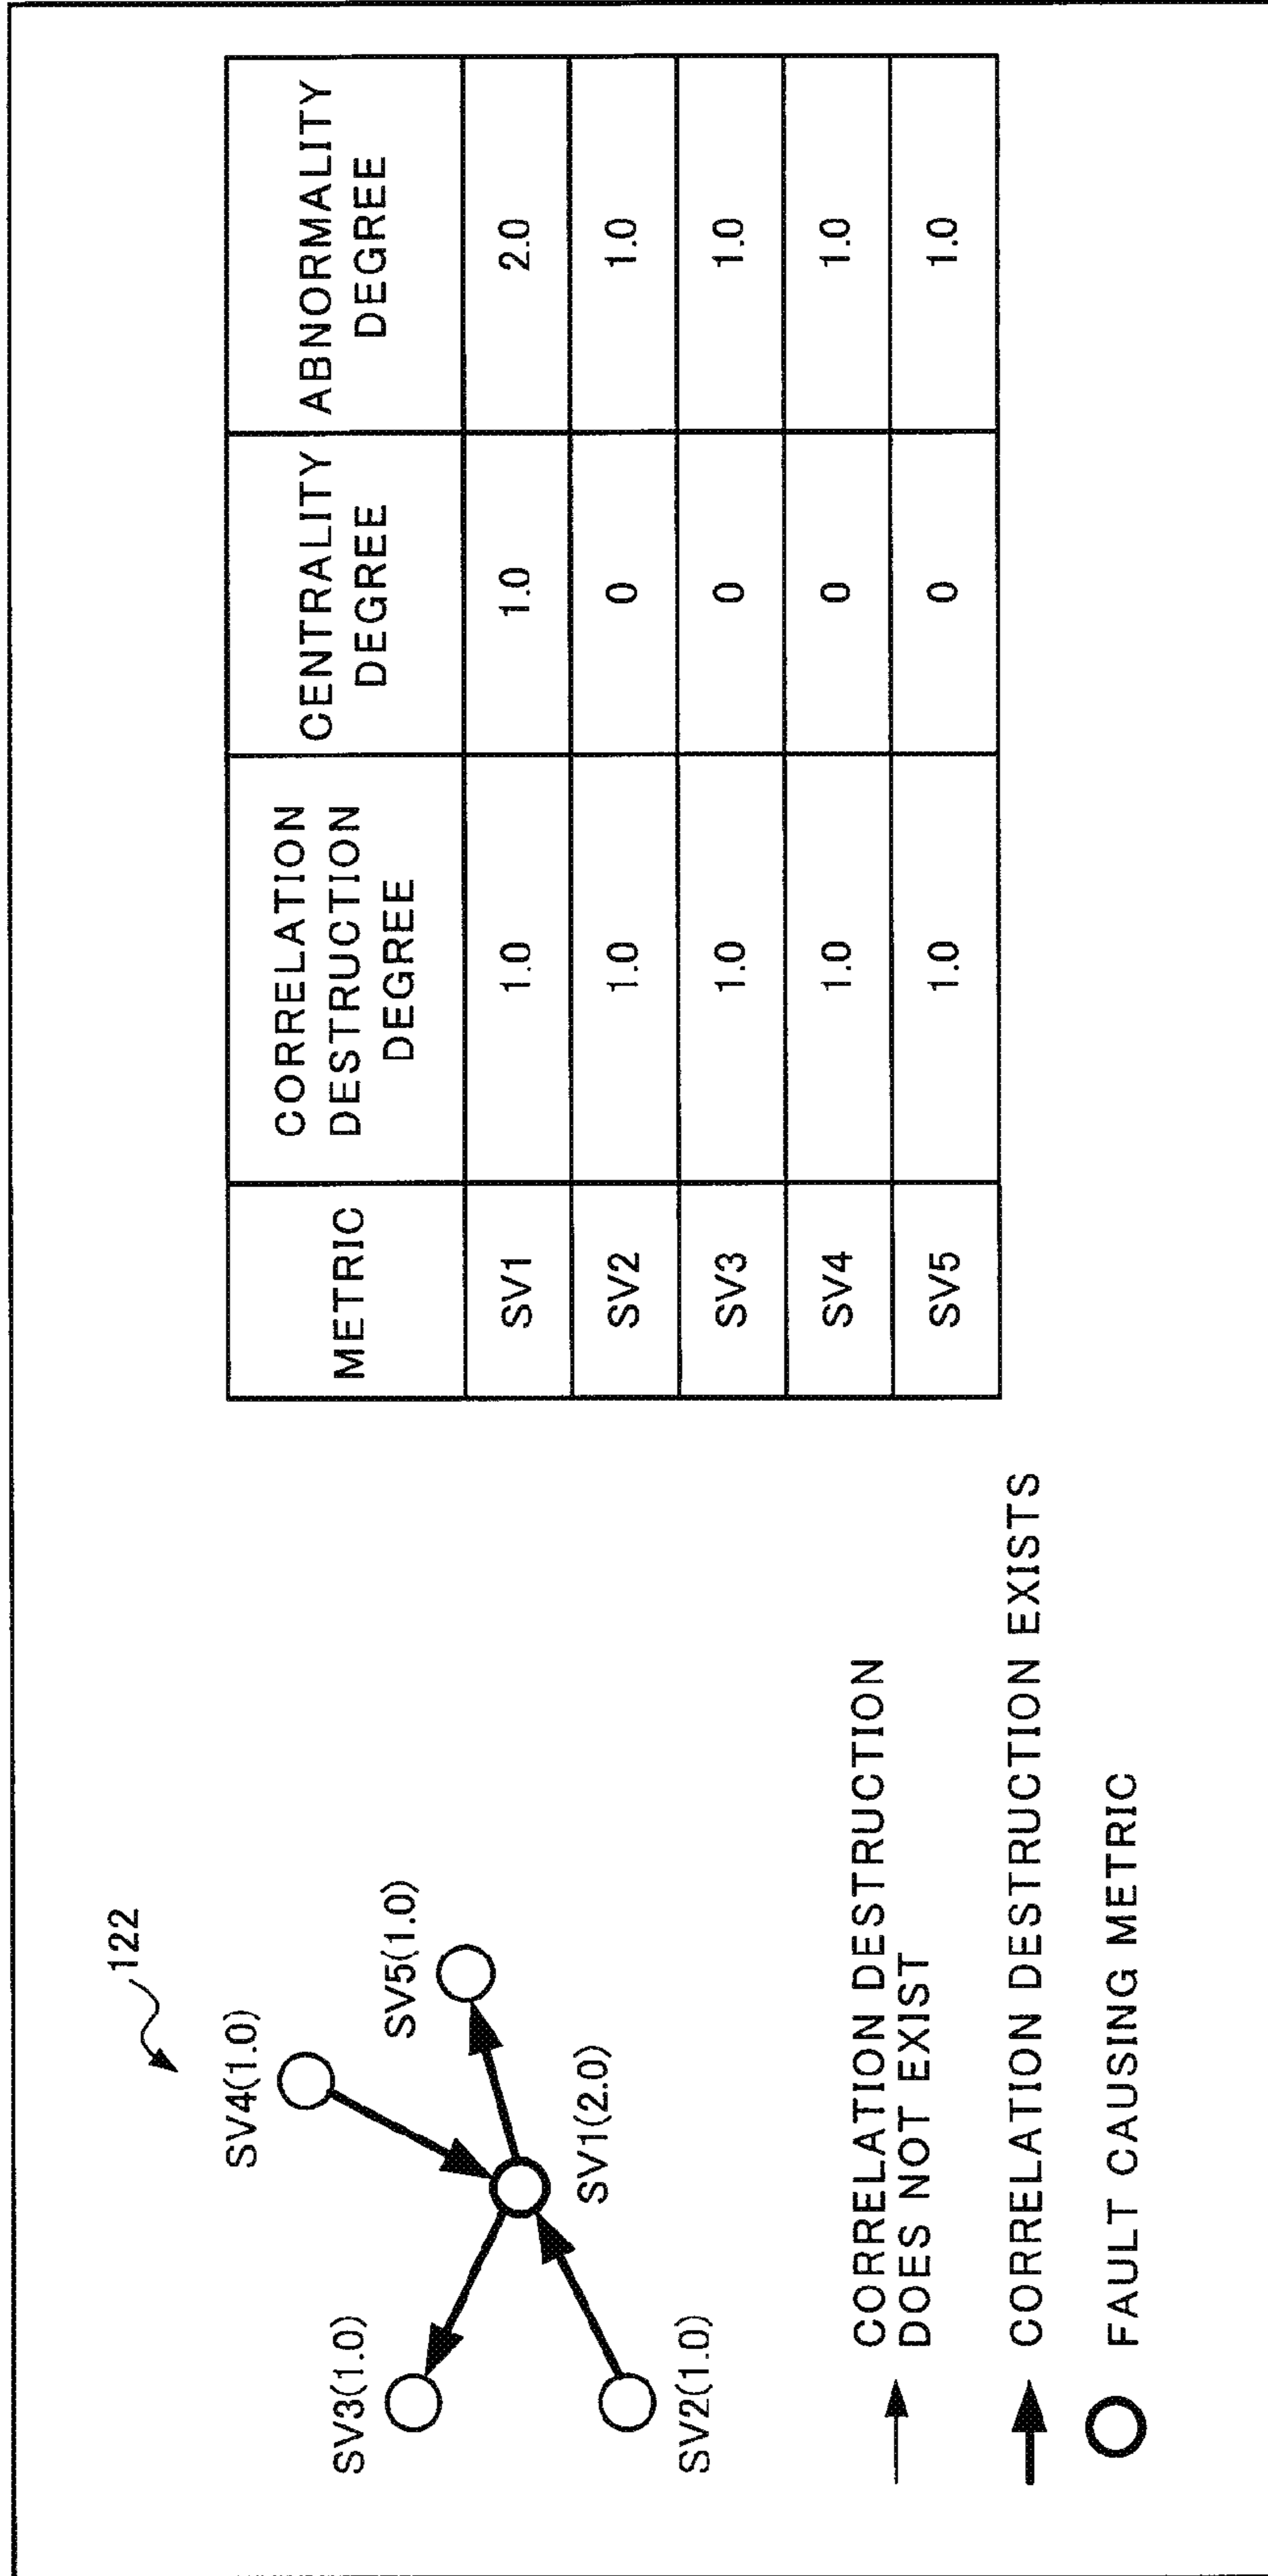 122
SV4(1.0)
SV5(1.0)
SV3(1.0)
SV1(2.0)
SV2(1.0)
CORRELATION DESTRUCTION
DOES NOT EXIST
CORRELATION DESTRUCTION EXISTS
FAULT CAUSING METRIC
METRIC
CORRELATION
DESTRUCTION
DEGREE
CENTRALITY
DEGREE
ABNORMALITY
DEGREE
SV1 1.0 1.0 2.0
SV2 1.0 0 1.0
SV3 1.0 0 1.0
SV4 1.0 0 1.0
SV5 1.0 0 1.0